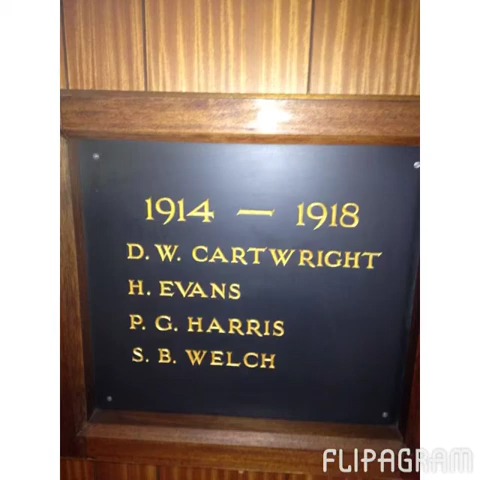 1914 — 1918
D. W. CARTWRIGHT
H. EVANS
P. G. HARRIS
S. B. WELCH
FLIPAGRAM